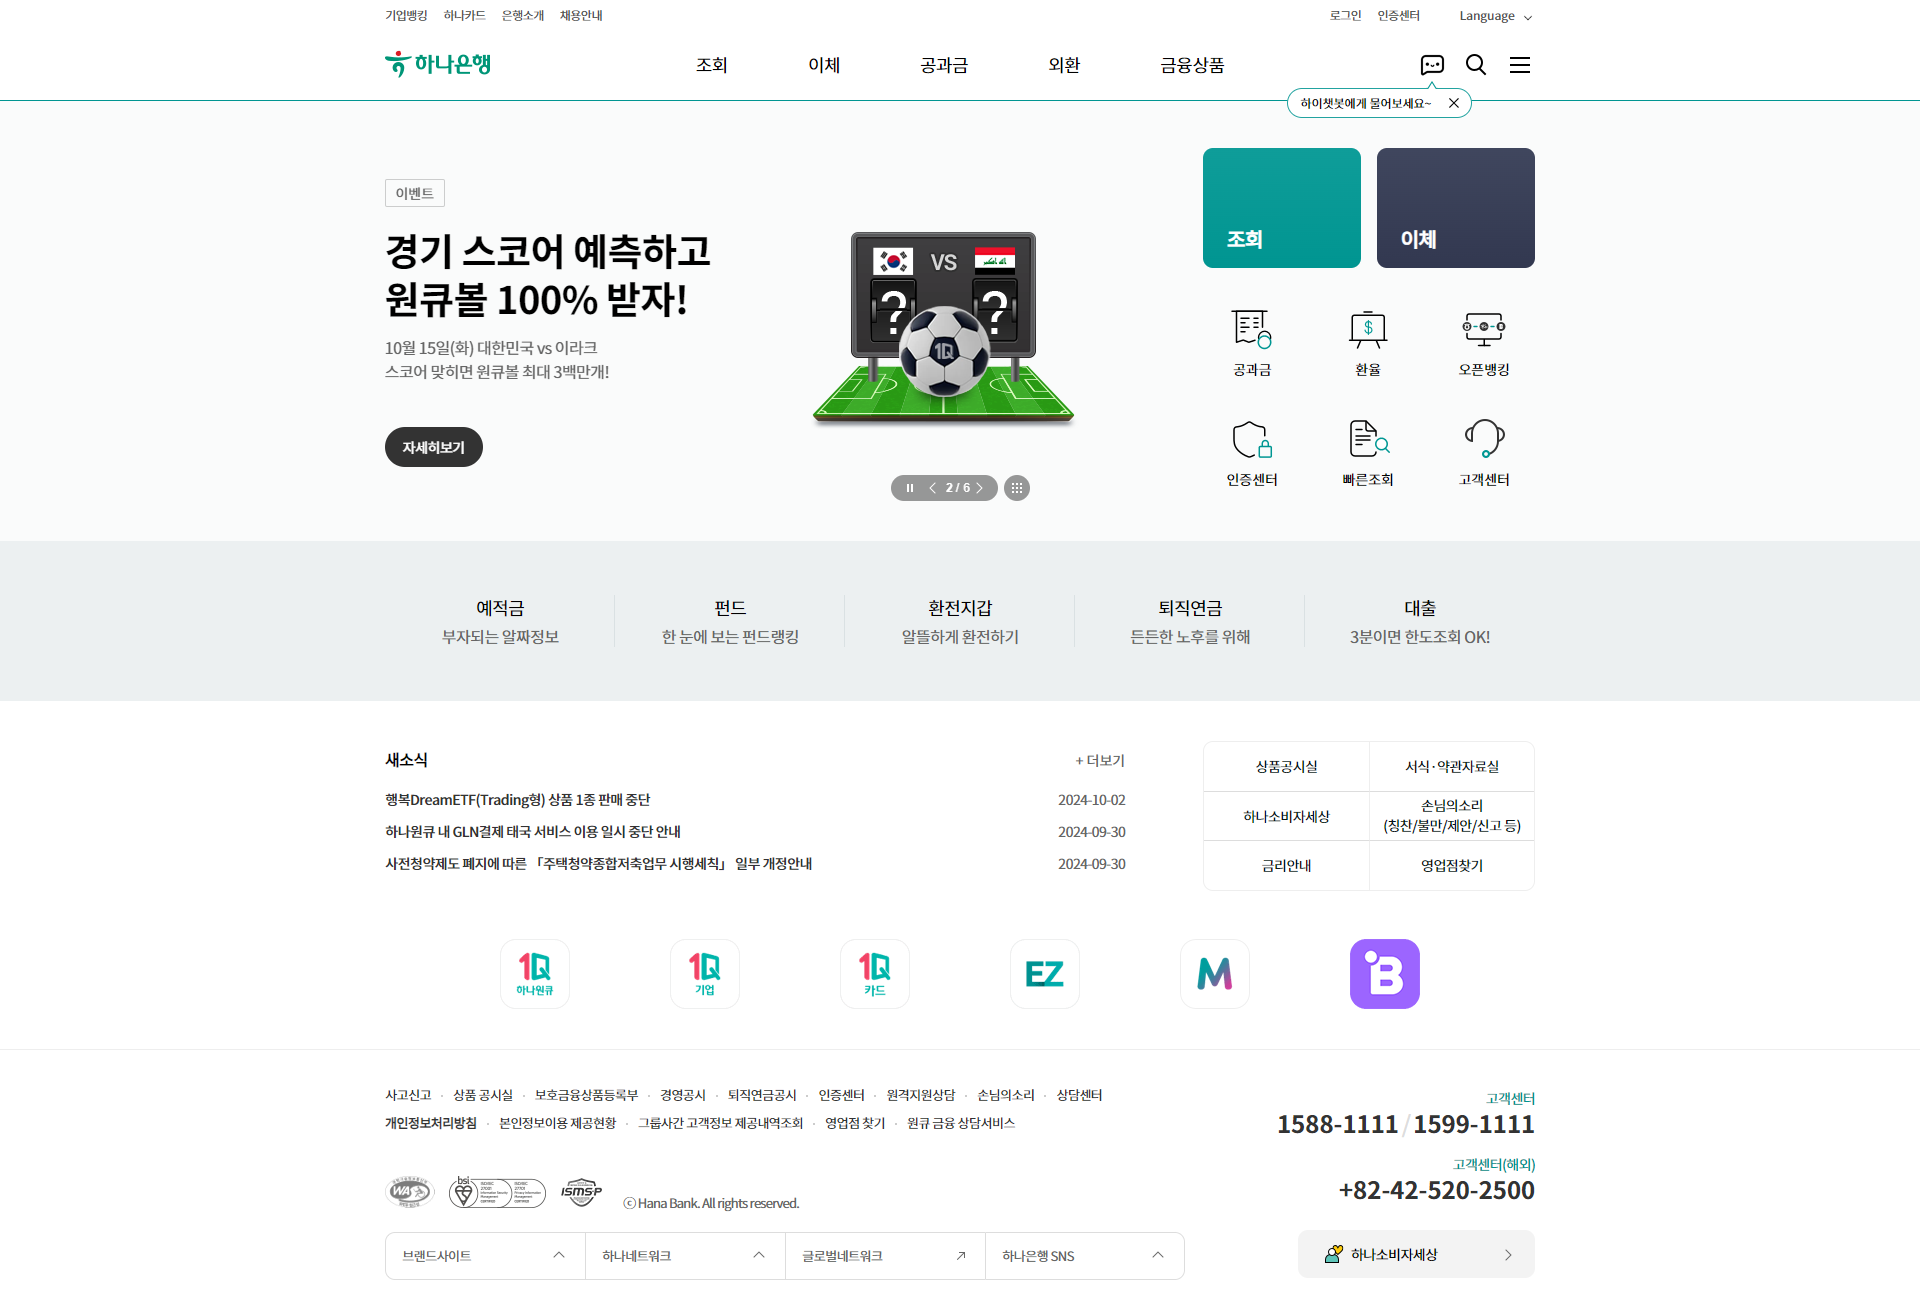 기업뱅킹 하나카드 은행소개 채용안내
로그인 인증센터 Language
하나은행
조회 이체 공과금 외환 금융상품
하이챗봇에게 물어보세요~
이벤트
경기 스코어 예측하고
원큐볼 100% 받자!
10월 15일(화) 대한민국 vs 이라크
스코어 맞히면 원큐볼 최대 3백만개!
자세히보기
VS
? ?
1Q
2 / 6
조회 이체
공과금 환율 오픈뱅킹
인증센터 빠른조회 고객센터
예적금 펀드 환전지갑 퇴직연금 대출
부자되는 알짜정보 한 눈에 보는 펀드랭킹 알뜰하게 환전하기 든든한 노후를 위해 3분이면 한도조회 OK!
새소식 + 더보기
행복DreamETF(Trading형) 상품 1종 판매 중단 2024-10-02
하나원큐 내 GLN결제 태국 서비스 이용 일시 중단 안내 2024-09-30
사전청약제도 폐지에 따른 「주택청약종합저축업무 시행세칙」 일부 개정안내 2024-09-30
상품공시실 서식·약관자료실
하나소비자세상 손님의소리
(칭찬/불만/제안/신고 등)
금리안내 영업점찾기
1Q 1Q 1Q EZ M B
하나원큐 기업 카드
사고신고 · 상품 공시실 · 보호금융상품등록부 · 경영공시 · 퇴직연금공시 · 인증센터 · 원격지원상담 · 손님의소리 · 상담센터
개인정보처리방침 · 본인정보이용 제공현황 · 그룹사간 고객정보 제공내역조회 · 영업점 찾기 · 원큐 금융 상담서비스
고객센터
1588-1111 / 1599-1111
고객센터(해외)
+82-42-520-2500
WA bsi ISMS-P
ⓒ Hana Bank. All rights reserved.
브랜드사이트 하나네트워크 글로벌네트워크 하나은행 SNS
하나소비자세상